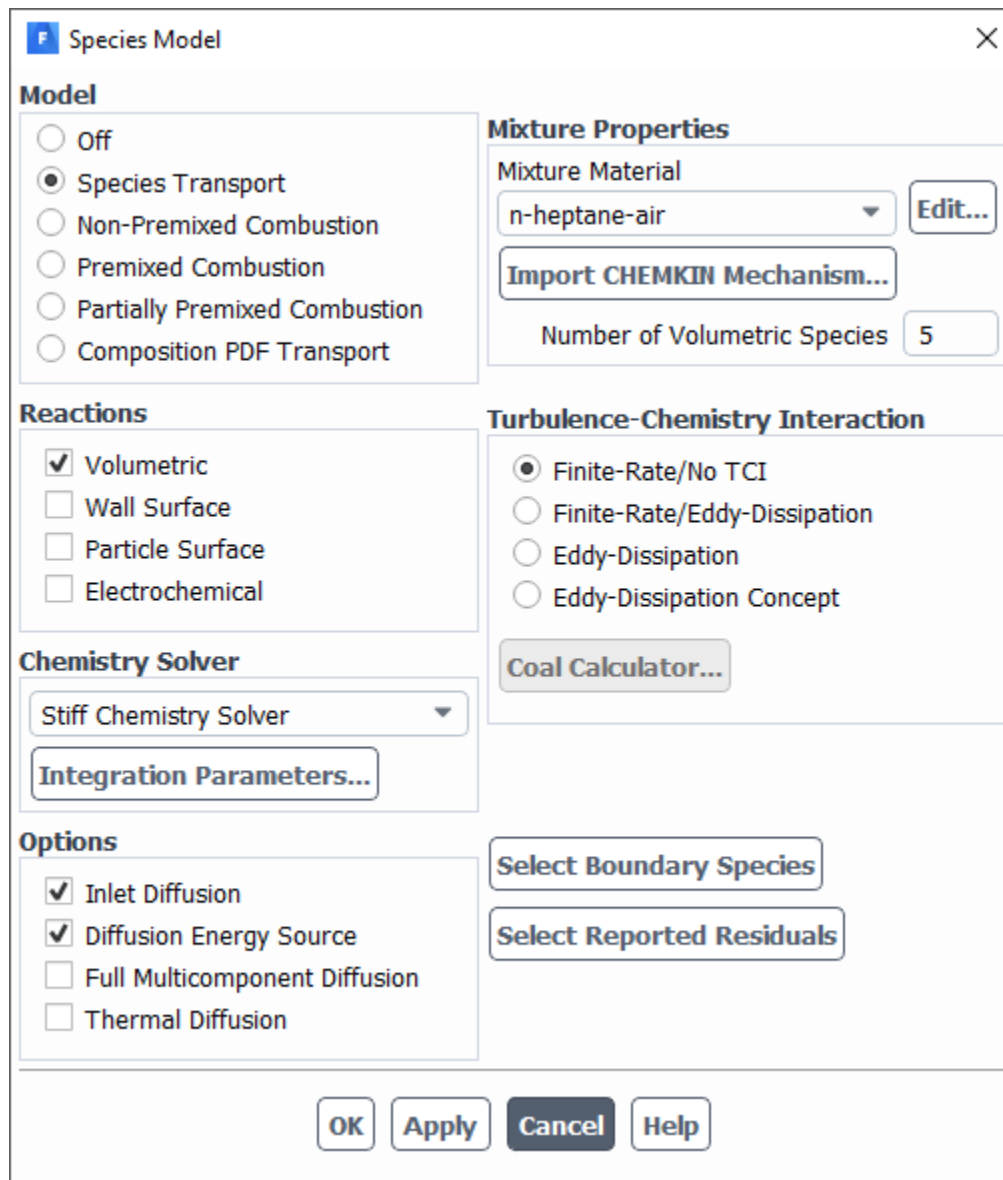 F Species Model
Model
Off
Species Transport
Non-Premixed Combustion
Premixed Combustion
Partially Premixed Combustion
Composition PDF Transport
Mixture Properties
Mixture Material
n-heptane-air
Edit...
Import CHEMKIN Mechanism...
Number of Volumetric Species 5
Reactions
Volumetric
Wall Surface
Particle Surface
Electrochemical
Turbulence-Chemistry Interaction
Finite-Rate/No TCI
Finite-Rate/Eddy-Dissipation
Eddy-Dissipation
Eddy-Dissipation Concept
Coal Calculator...
Chemistry Solver
Stiff Chemistry Solver
Integration Parameters...
Options
Inlet Diffusion
Diffusion Energy Source
Full Multicomponent Diffusion
Thermal Diffusion
Select Boundary Species
Select Reported Residuals
OK Apply Cancel Help